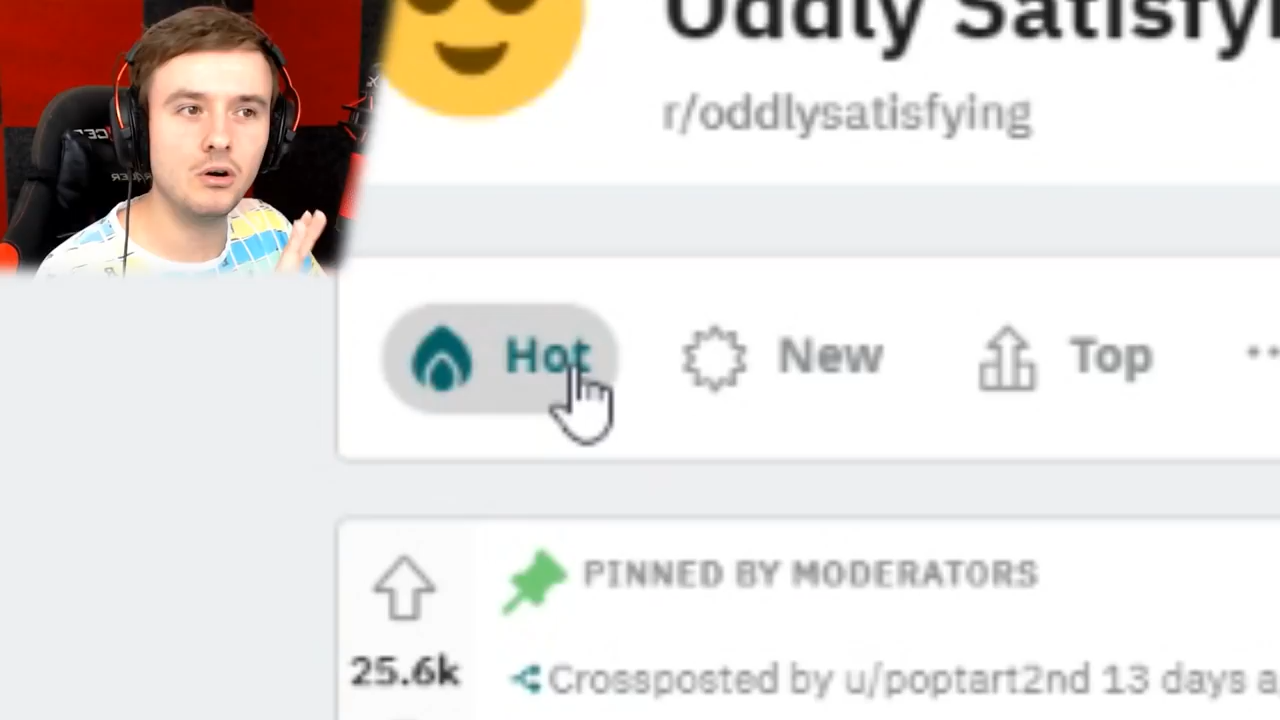 Oddly Satisfyi
r/oddlysatisfying
Hot New Top
PINNED BY MODERATORS
25.6k
Crossposted by u/poptart2nd 13 days a